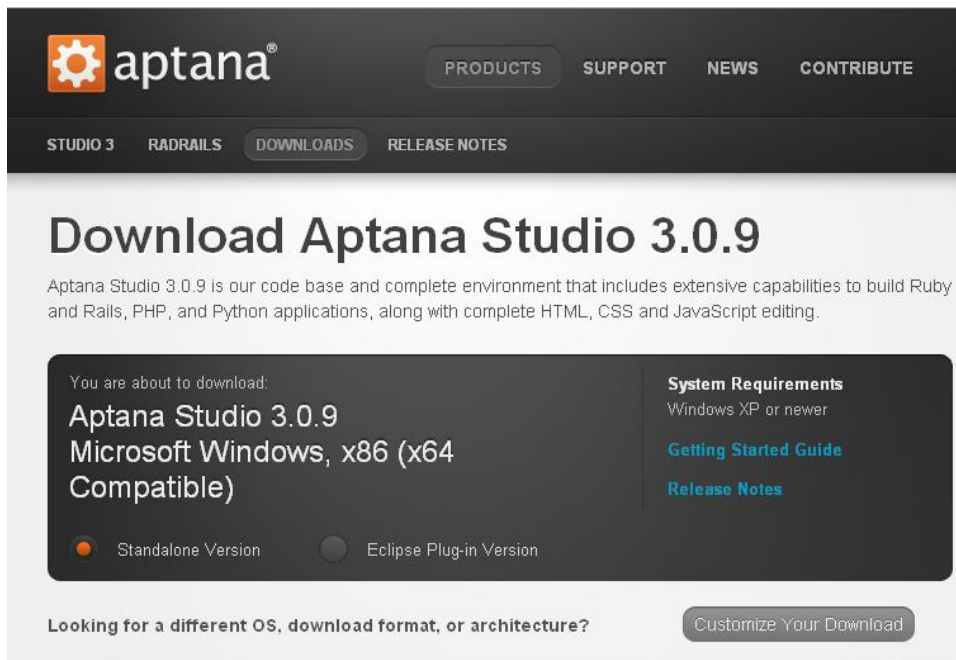 aptana®
PRODUCTS SUPPORT NEWS CONTRIBUTE
STUDIO 3 RADRAILS DOWNLOADS RELEASE NOTES
Download Aptana Studio 3.0.9
Aptana Studio 3.0.9 is our code base and complete environment that includes extensive capabilities to build Ruby
and Rails, PHP, and Python applications, along with complete HTML, CSS and JavaScript editing.
You are about to download:
Aptana Studio 3.0.9
Microsoft Windows, x86 (x64
Compatible)
Standalone Version Eclipse Plug-in Version
System Requirements
Windows XP or newer
Getting Started Guide
Release Notes
Looking for a different OS, download format, or architecture?
Customize Your Download